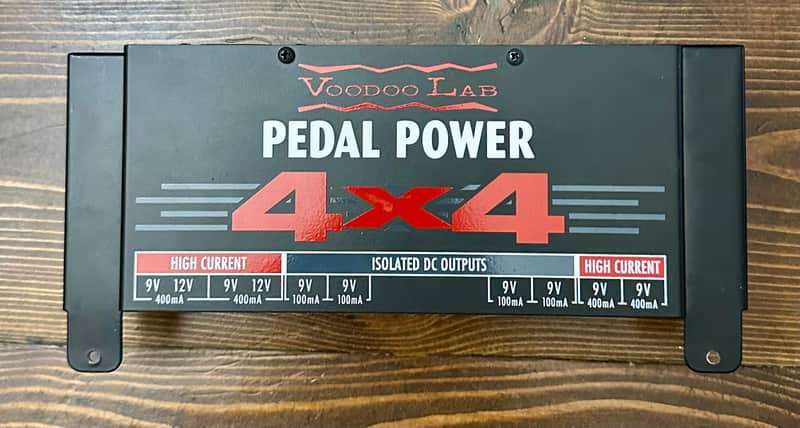 VOODOO LAB
PEDAL POWER
4x4
HIGH CURRENT ISOLATED DC OUTPUTS HIGH CURRENT
9V 12V 9V 12V 9V 9V 9V 9V 9V 9V
400mA 400mA 100mA 100mA 100mA 100mA 400mA 400mA